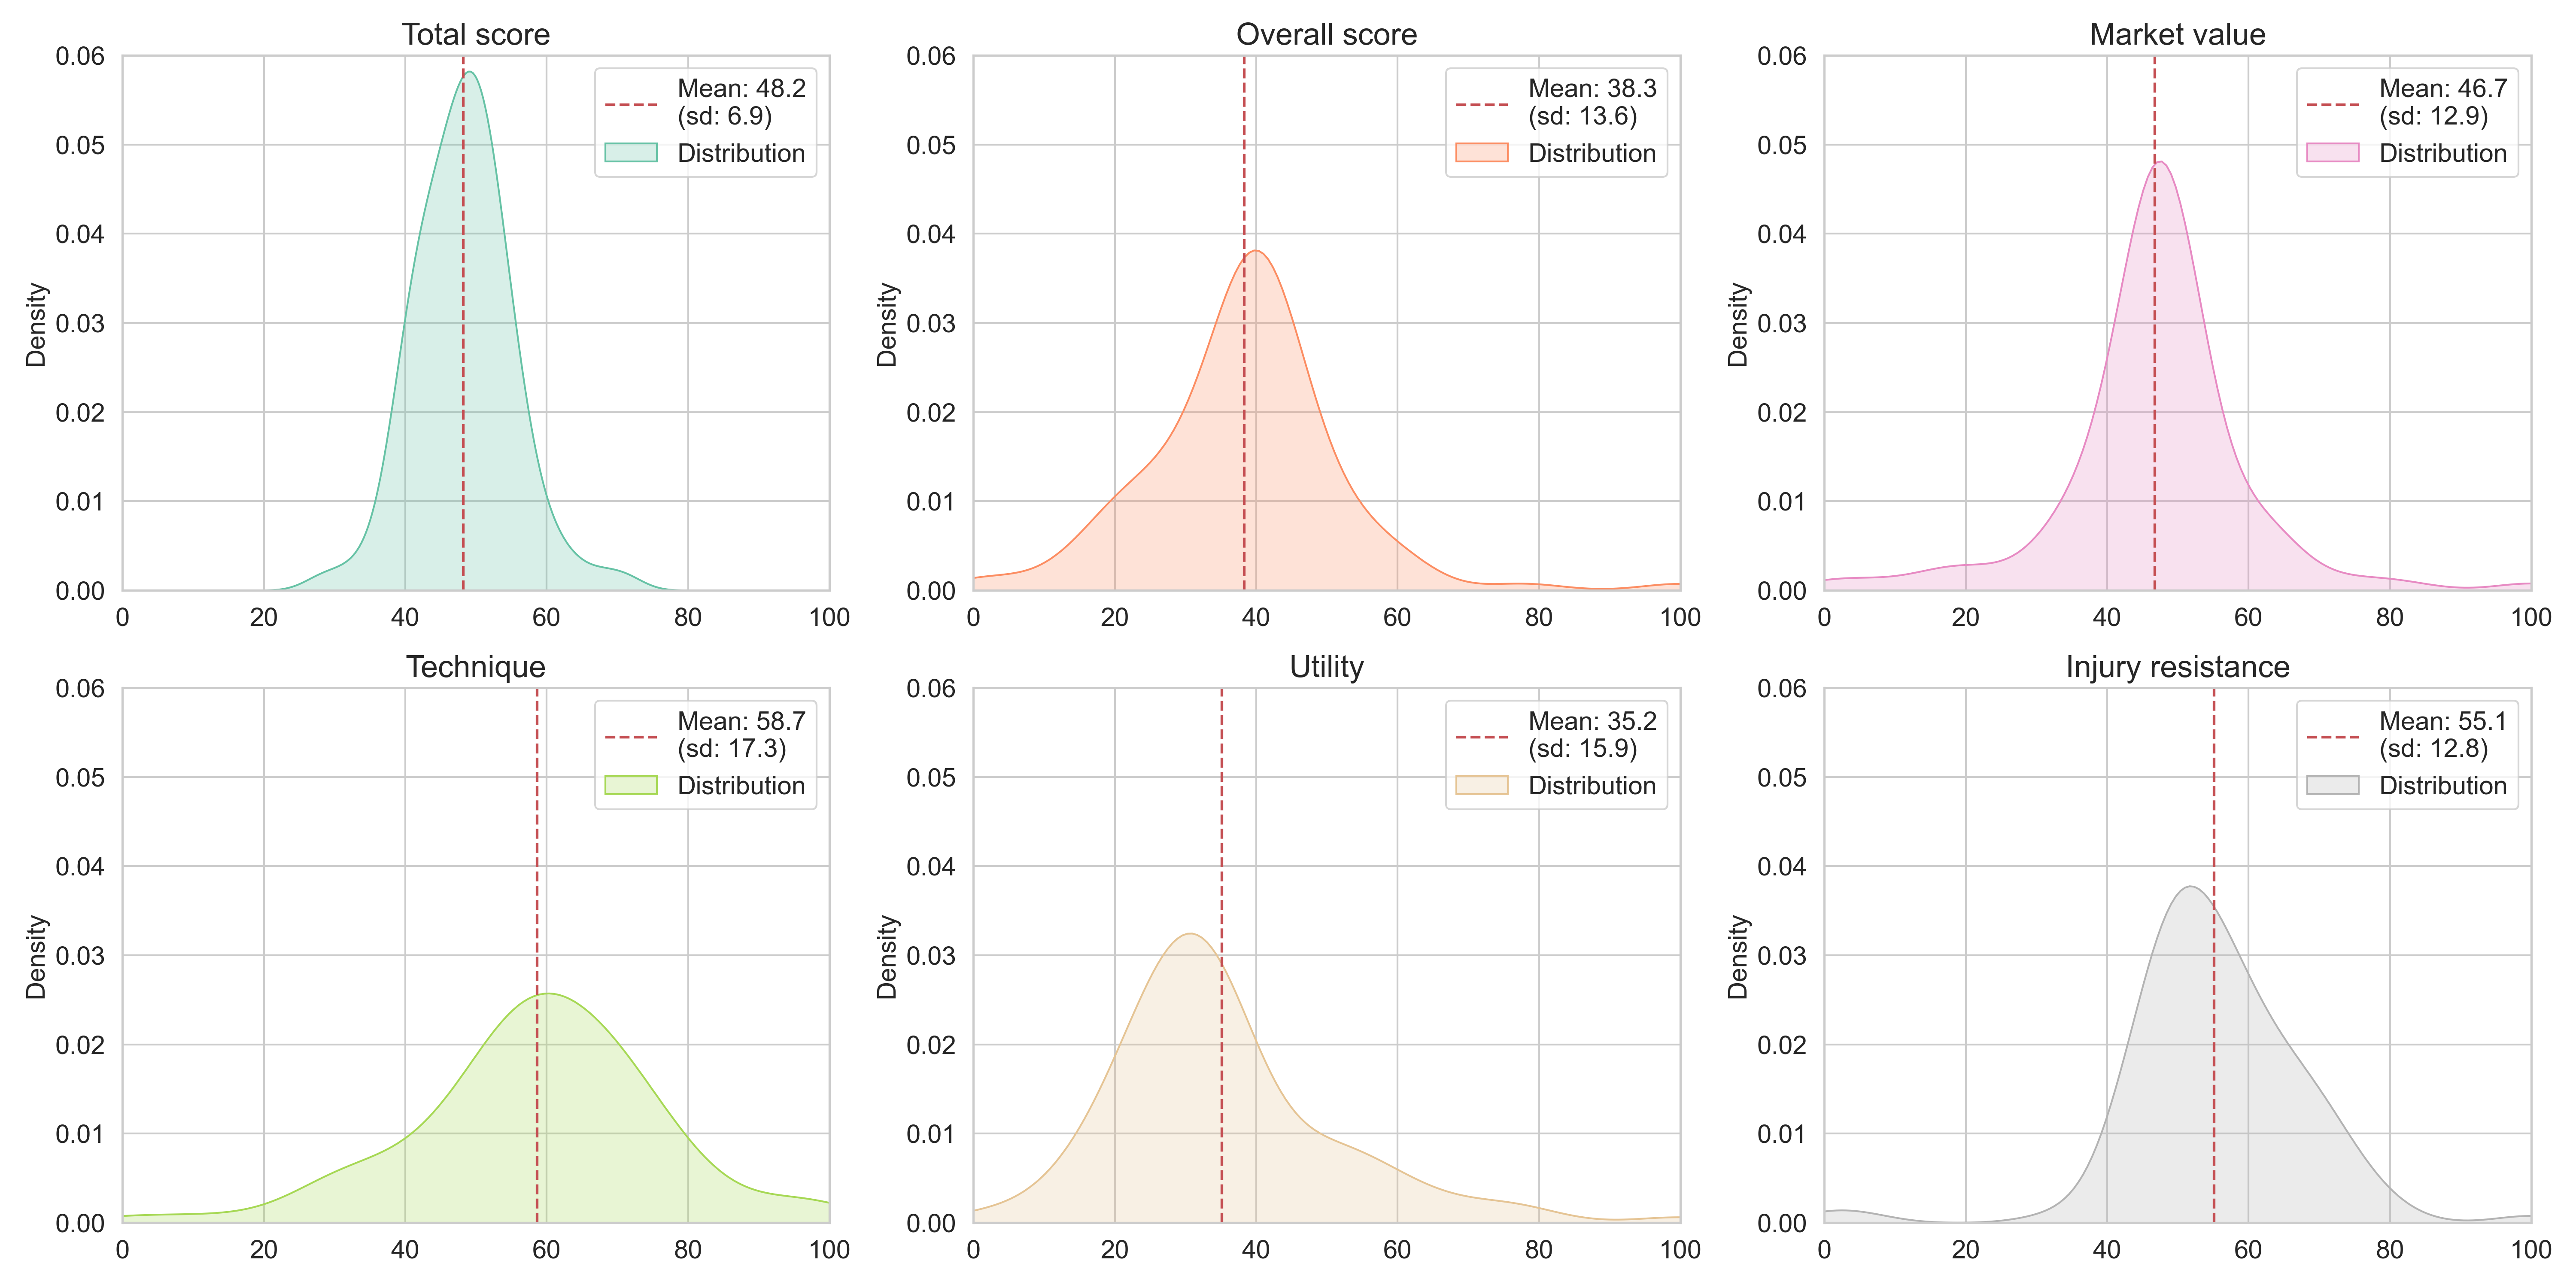 Total score
0.06
0.05
0.04
0.03
0.02
0.01
0.00
Density
0
20
40
60
80
100
Mean: 48.2
(sd: 6.9)
Distribution
Overall score
0.06
0.05
0.04
0.03
0.02
0.01
0.00
Density
0
20
40
60
80
100
Mean: 38.3
(sd: 13.6)
Distribution
Market value
0.06
0.05
0.04
0.03
0.02
0.01
0.00
Density
0
20
40
60
80
100
Mean: 46.7
(sd: 12.9)
Distribution
Technique
0.06
0.05
0.04
0.03
0.02
0.01
0.00
Density
0
20
40
60
80
100
Mean: 58.7
(sd: 17.3)
Distribution
Utility
0.06
0.05
0.04
0.03
0.02
0.01
0.00
Density
0
20
40
60
80
100
Mean: 35.2
(sd: 15.9)
Distribution
Injury resistance
0.06
0.05
0.04
0.03
0.02
0.01
0.00
Density
0
20
40
60
80
100
Mean: 55.1
(sd: 12.8)
Distribution